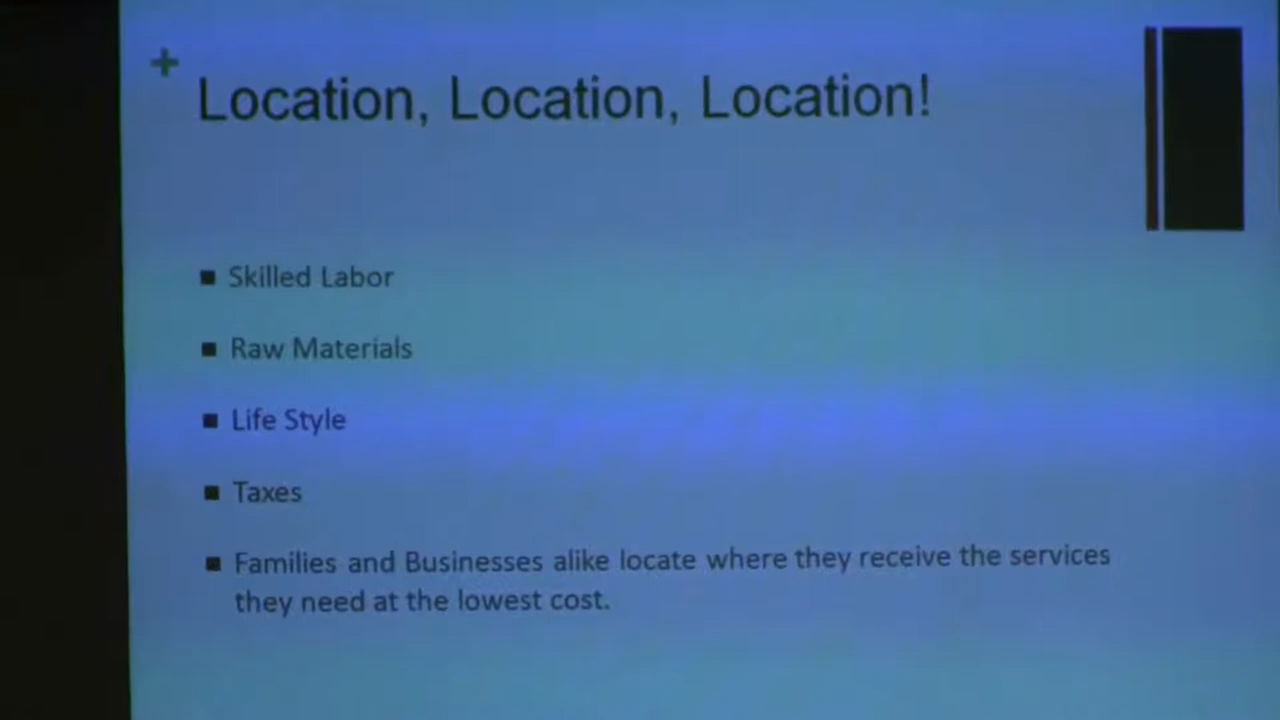 +
Location, Location, Location!
■ Skilled Labor
■ Raw Materials
■ Life Style
■ Taxes
■ Families and Businesses alike locate where they receive the services
they need at the lowest cost.